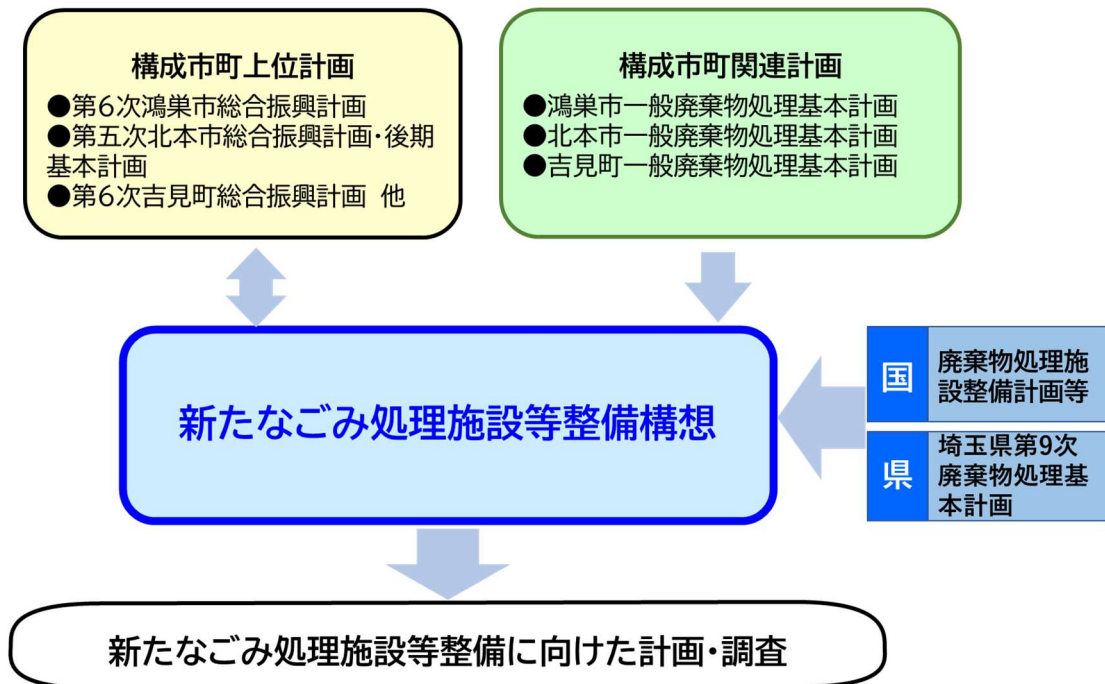 構成市町上位計画
●第6次鴻巣市総合振興計画
●第五次北本市総合振興計画・後期
基本計画
●第6次吉見町総合振興計画 他
構成市町関連計画
●鴻巣市一般廃棄物処理基本計画
●北本市一般廃棄物処理基本計画
●吉見町一般廃棄物処理基本計画
新たなごみ処理施設等整備構想
国
廃棄物処理施
設整備計画等
県
埼玉県第9次
廃棄物処理基
本計画
新たなごみ処理施設等整備に向けた計画・調査